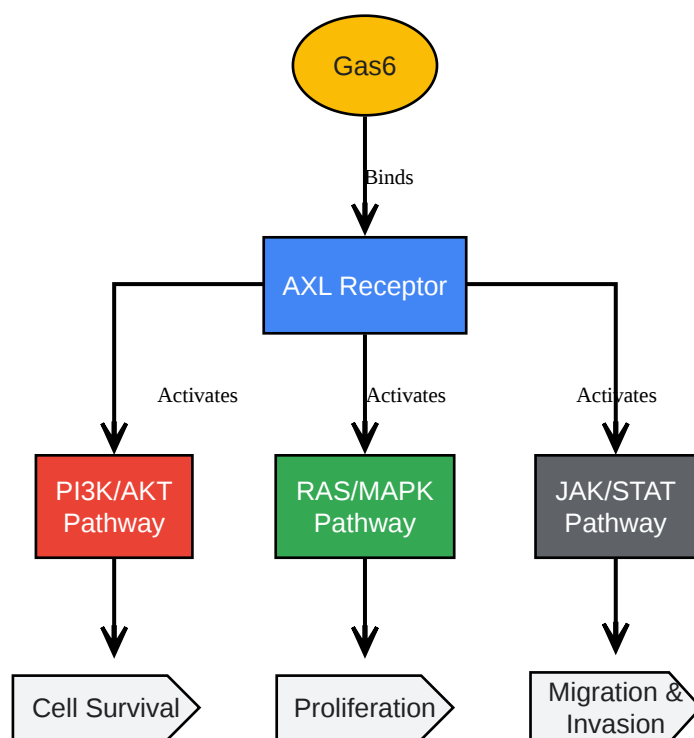 Gas6
Binds
AXL Receptor
Activates
Activates
Activates
PI3K/AKT
Pathway
RAS/MAPK
Pathway
JAK/STAT
Pathway
Cell Survival
Proliferation
Migration &
Invasion